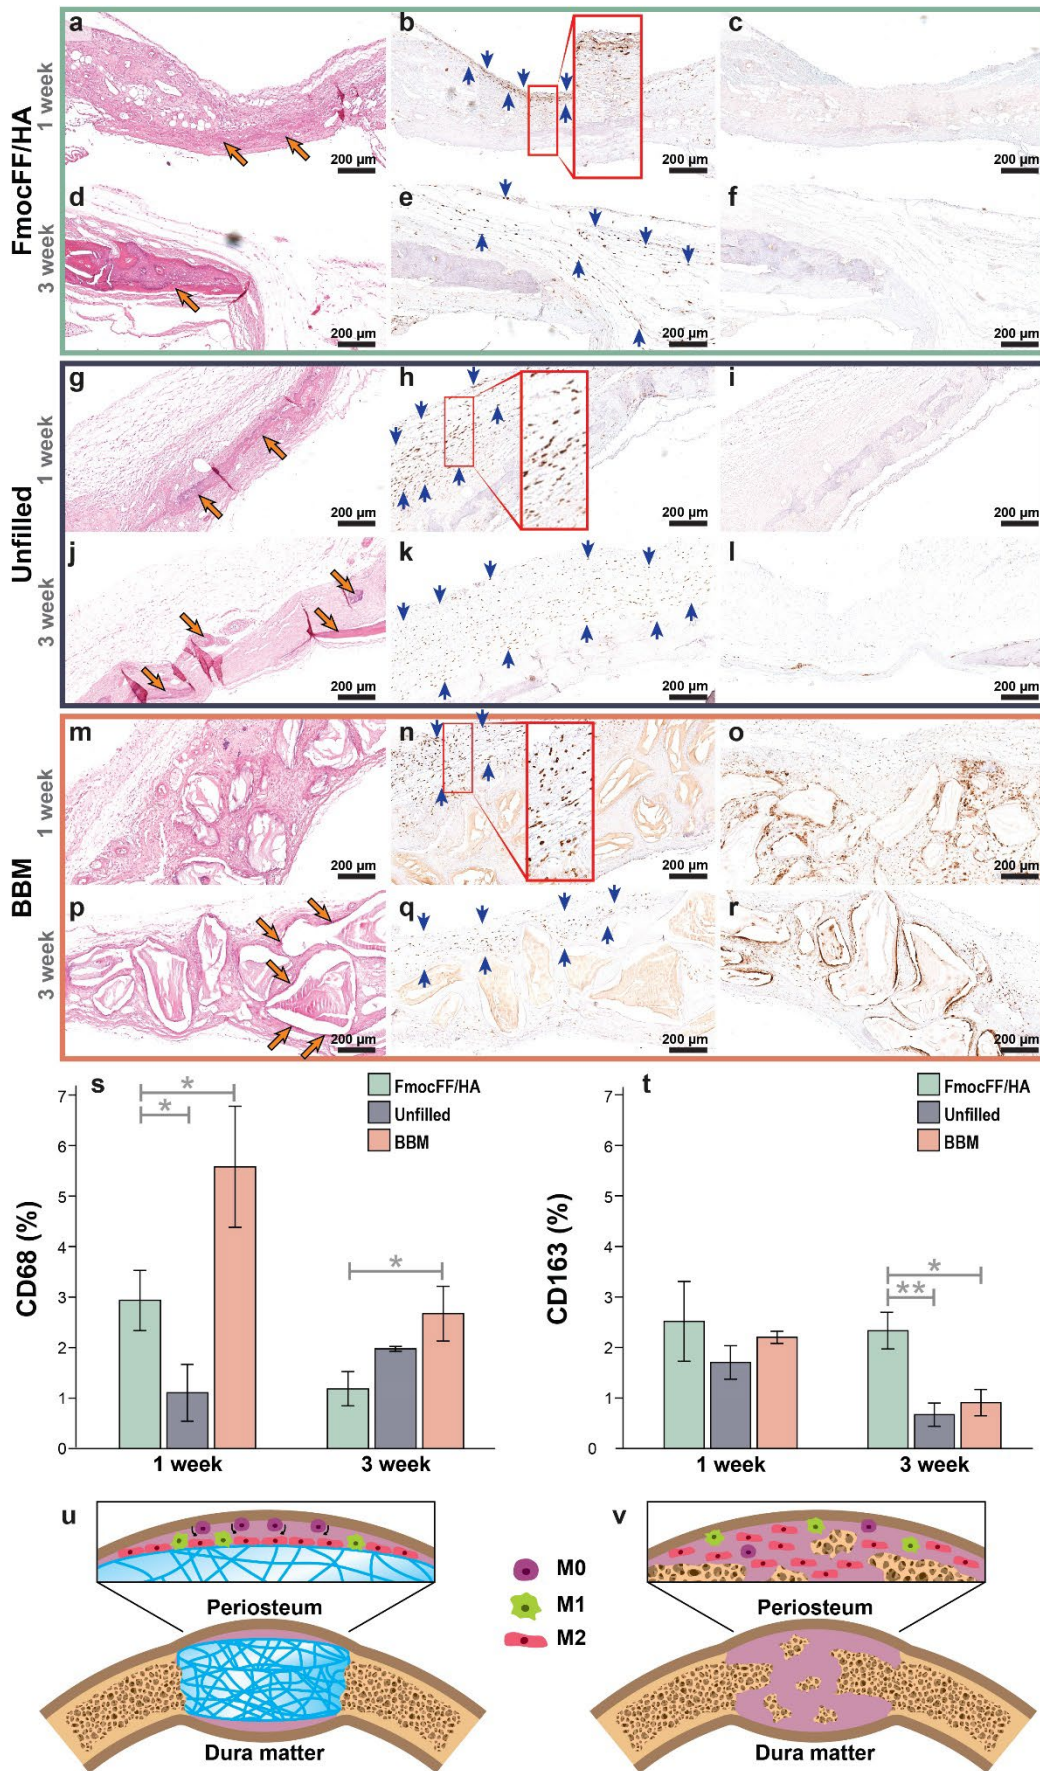 FmocFF/HA
1 week
a
200 µm
b
200 µm
c
200 µm
3 week
d
200 µm
e
200 µm
f
200 µm
Unfilled
1 week
g
200 µm
h
200 µm
i
200 µm
3 week
j
200 µm
k
200 µm
l
200 µm
BBM
1 week
m
200 µm
n
200 µm
o
200 µm
3 week
p
200 µm
q
200 µm
r
200 µm
s
CD68 (%)
7
6
5
4
3
2
1
0
*
*
*
FmocFF/HA
Unfilled
BBM
1 week
3 week
t
CD163 (%)
7
6
5
4
3
2
1
0
*
**
FmocFF/HA
Unfilled
BBM
1 week
3 week
u
Periosteum
Dura matter
M0
M1
M2
v
Periosteum
Dura matter